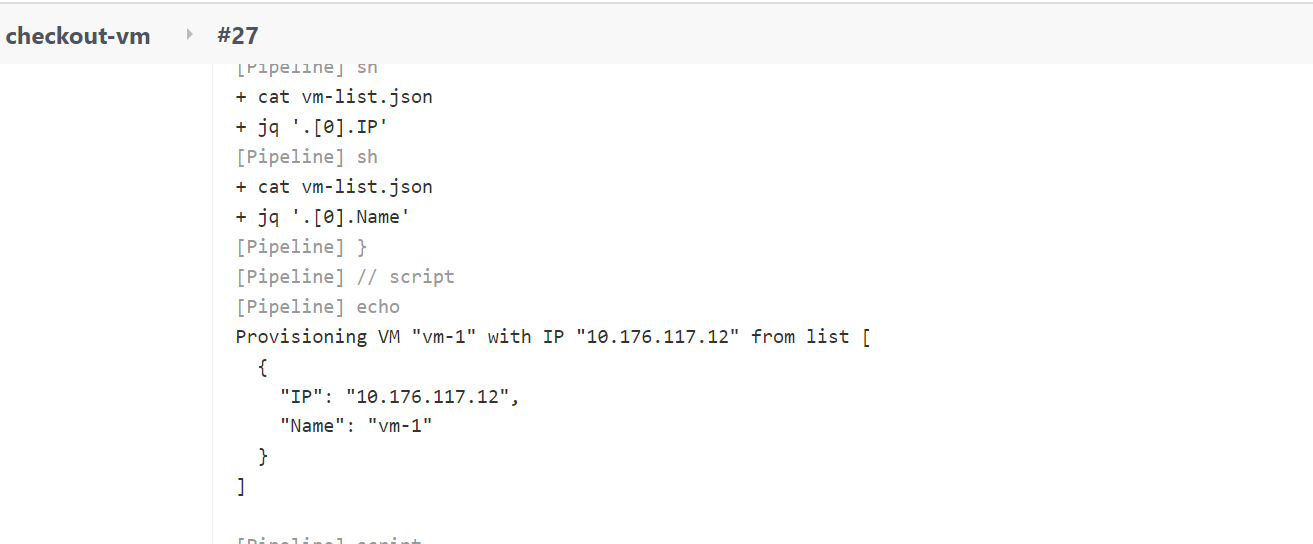 checkout-vm #27
[Pipeline] sh
+ cat vm-list.json
+ jq '.[0].IP'
[Pipeline] sh
+ cat vm-list.json
+ jq '.[0].Name'
[Pipeline] }
[Pipeline] // script
[Pipeline] echo
Provisioning VM "vm-1" with IP "10.176.117.12" from list [
  {
    "IP": "10.176.117.12",
    "Name": "vm-1"
  }
]
[Pipeline] script